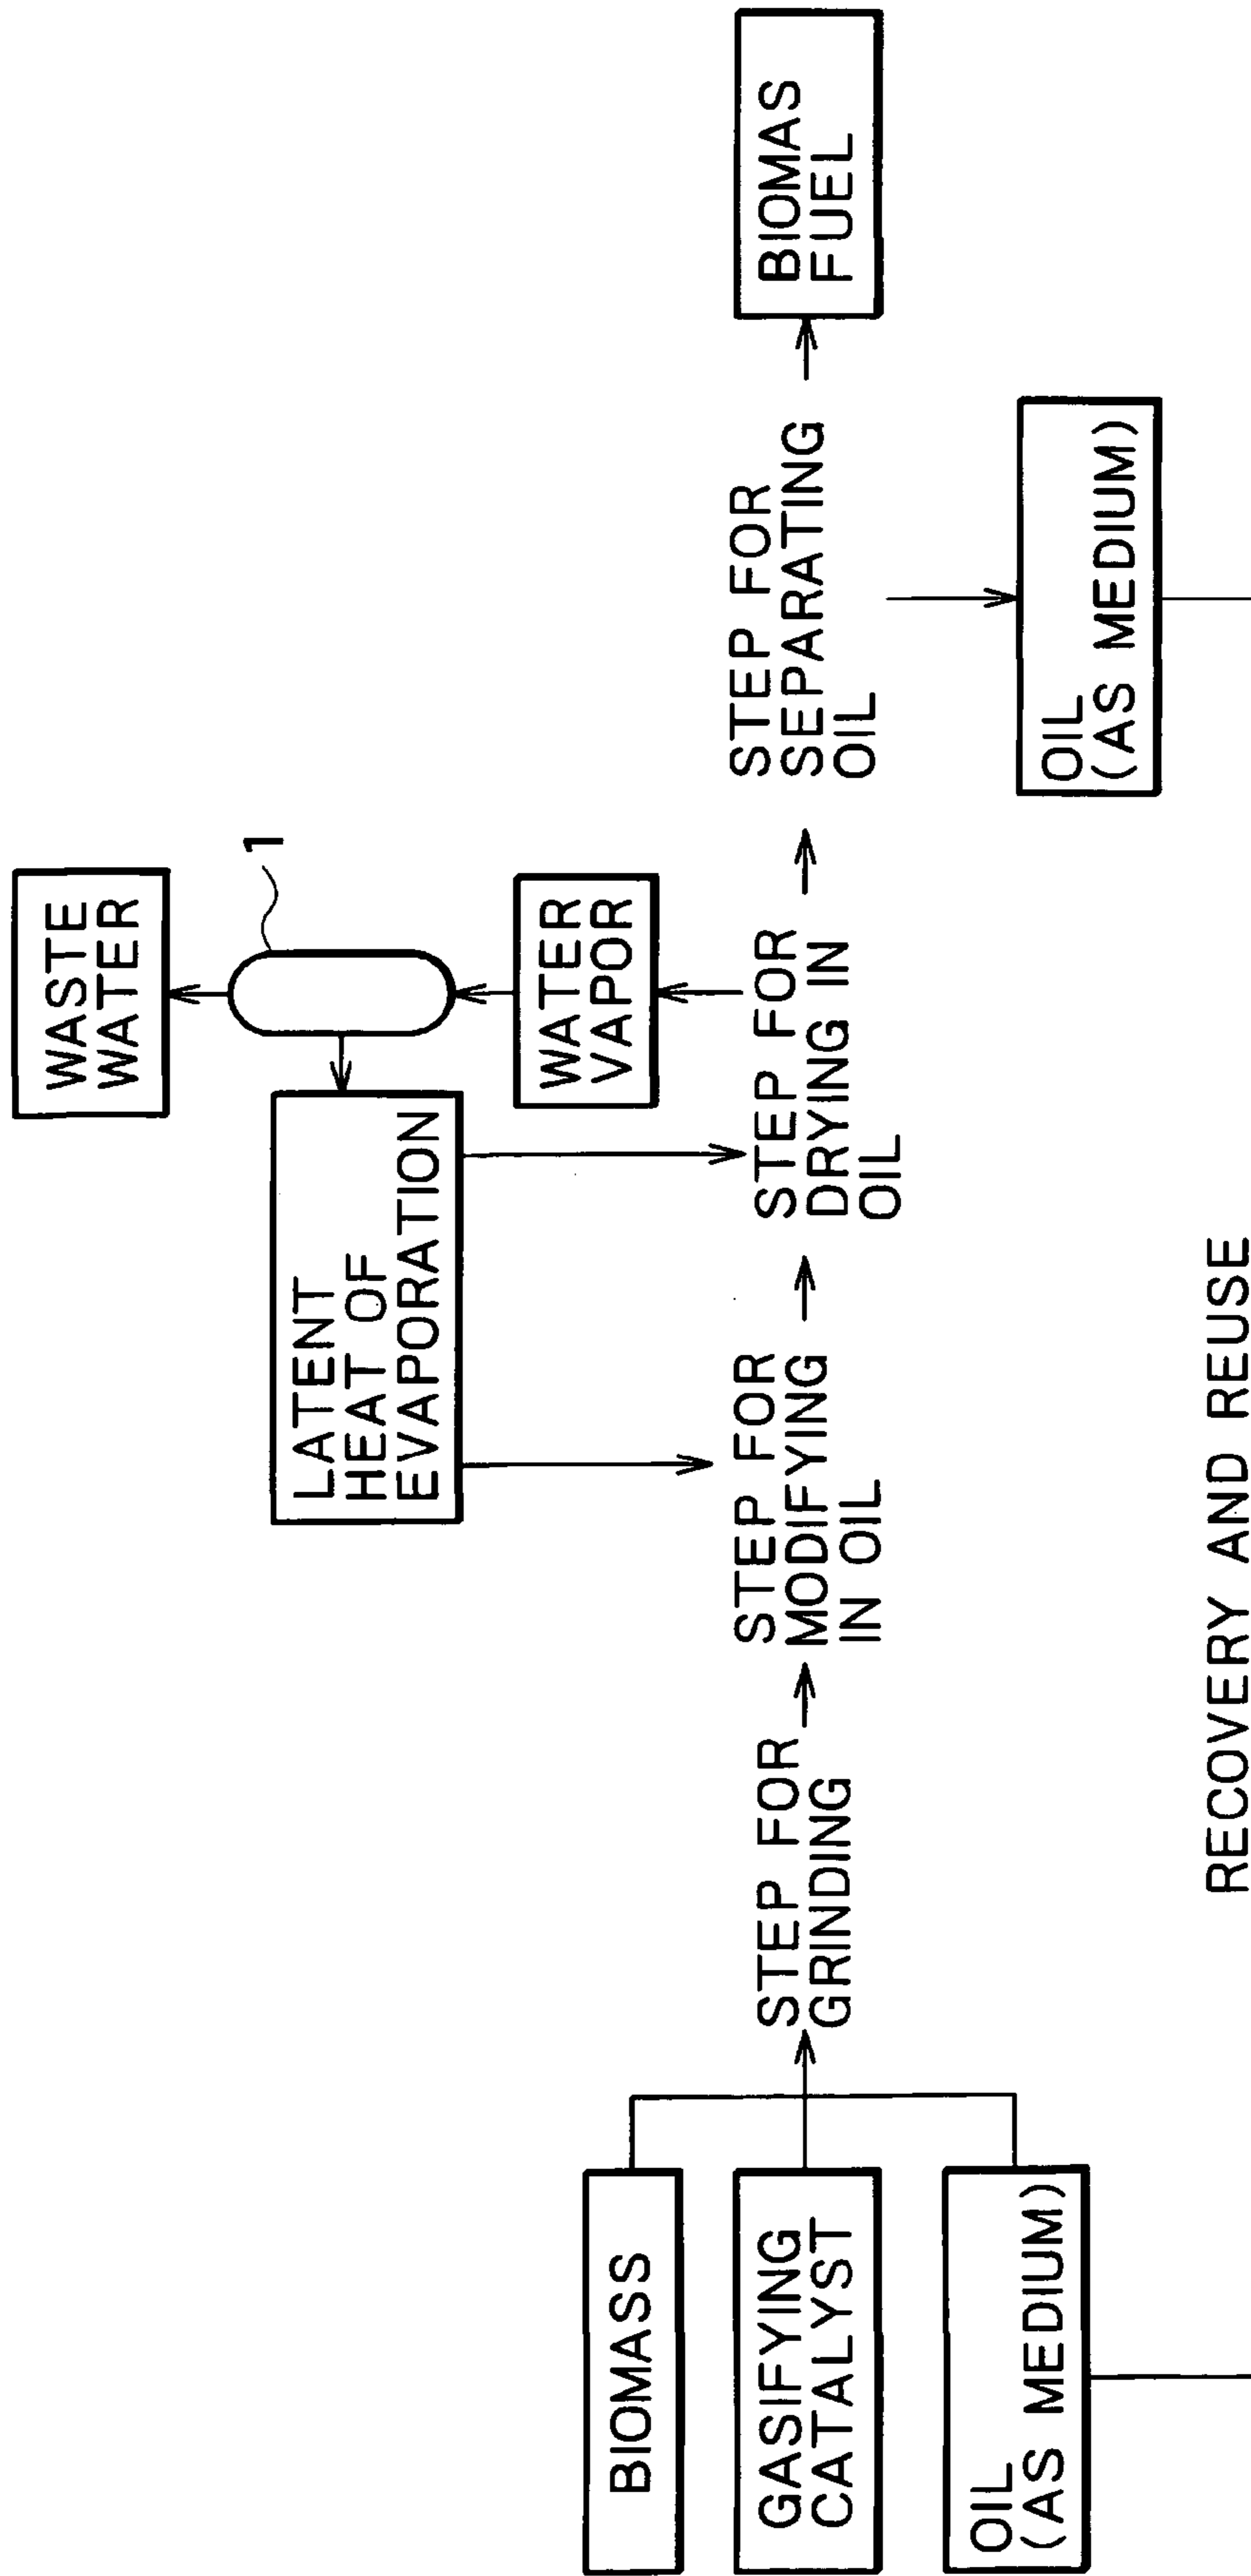 BIOMASS
GASIFYING
CATALYST
OIL
(AS MEDIUM)
STEP FOR
GRINDING
STEP FOR
MODIFYING
IN OIL
LATENT
HEAT OF
EVAPORATION
STEP FOR
DRYING IN
OIL
WATER
VAPOR
1
WASTE
WATER
STEP FOR
SEPARATING
OIL
OIL
(AS MEDIUM)
BIOMAS
FUEL
RECOVERY AND REUSE